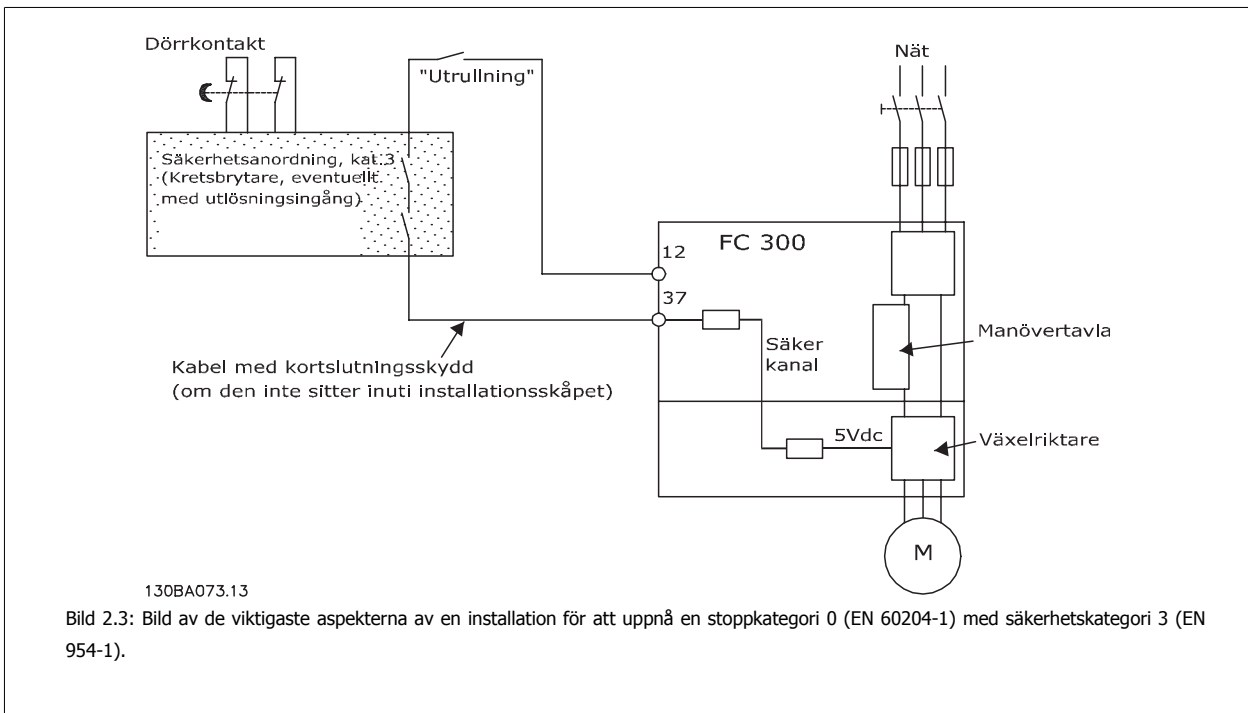 Dörrkontakt
"Utrullning"
Nät
Säkerhetsanordning, kat.3
(Kretsbrytare, eventuellt
med utlösningsingång)
FC 300
12
37
Säker
kanal
Manövertavla
Kabel med kortslutningsskydd
(om den inte sitter inuti installationsskåpet)
5Vdc
Växelriktare
M
130BA073.13
Bild 2.3: Bild av de viktigaste aspekterna av en installation för att uppnå en stoppkategori 0 (EN 60204-1) med säkerhetskategori 3 (EN
954-1).